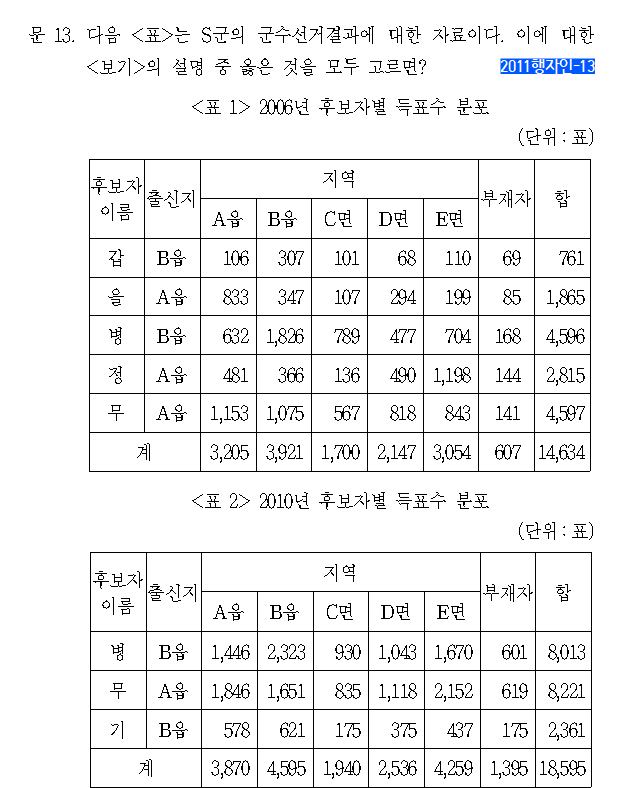 문 13. 다음 <표>는 S군의 군수선거결과에 대한 자료이다. 이에 대한
<보기>의 설명 중 옳은 것을 모두 고르면? 2011행자인-13
<표 1> 2006년 후보자별 득표수 분포
(단위 : 표)
후보자 이름 출신지 지역 부재자 합
A읍 B읍 C면 D면 E면
갑 B읍 106 307 101 68 110 69 761
을 A읍 833 347 107 294 199 85 1,865
병 B읍 632 1,826 789 477 704 168 4,596
정 A읍 481 366 136 490 1,198 144 2,815
무 A읍 1,153 1,075 567 818 843 141 4,597
계 3,205 3,921 1,700 2,147 3,054 607 14,634
<표 2> 2010년 후보자별 득표수 분포
(단위 : 표)
후보자 이름 출신지 지역 부재자 합
A읍 B읍 C면 D면 E면
병 B읍 1,446 2,323 930 1,043 1,670 601 8,013
무 A읍 1,846 1,651 835 1,118 2,152 619 8,221
기 B읍 578 621 175 375 437 175 2,361
계 3,870 4,595 1,940 2,536 4,259 1,395 18,595